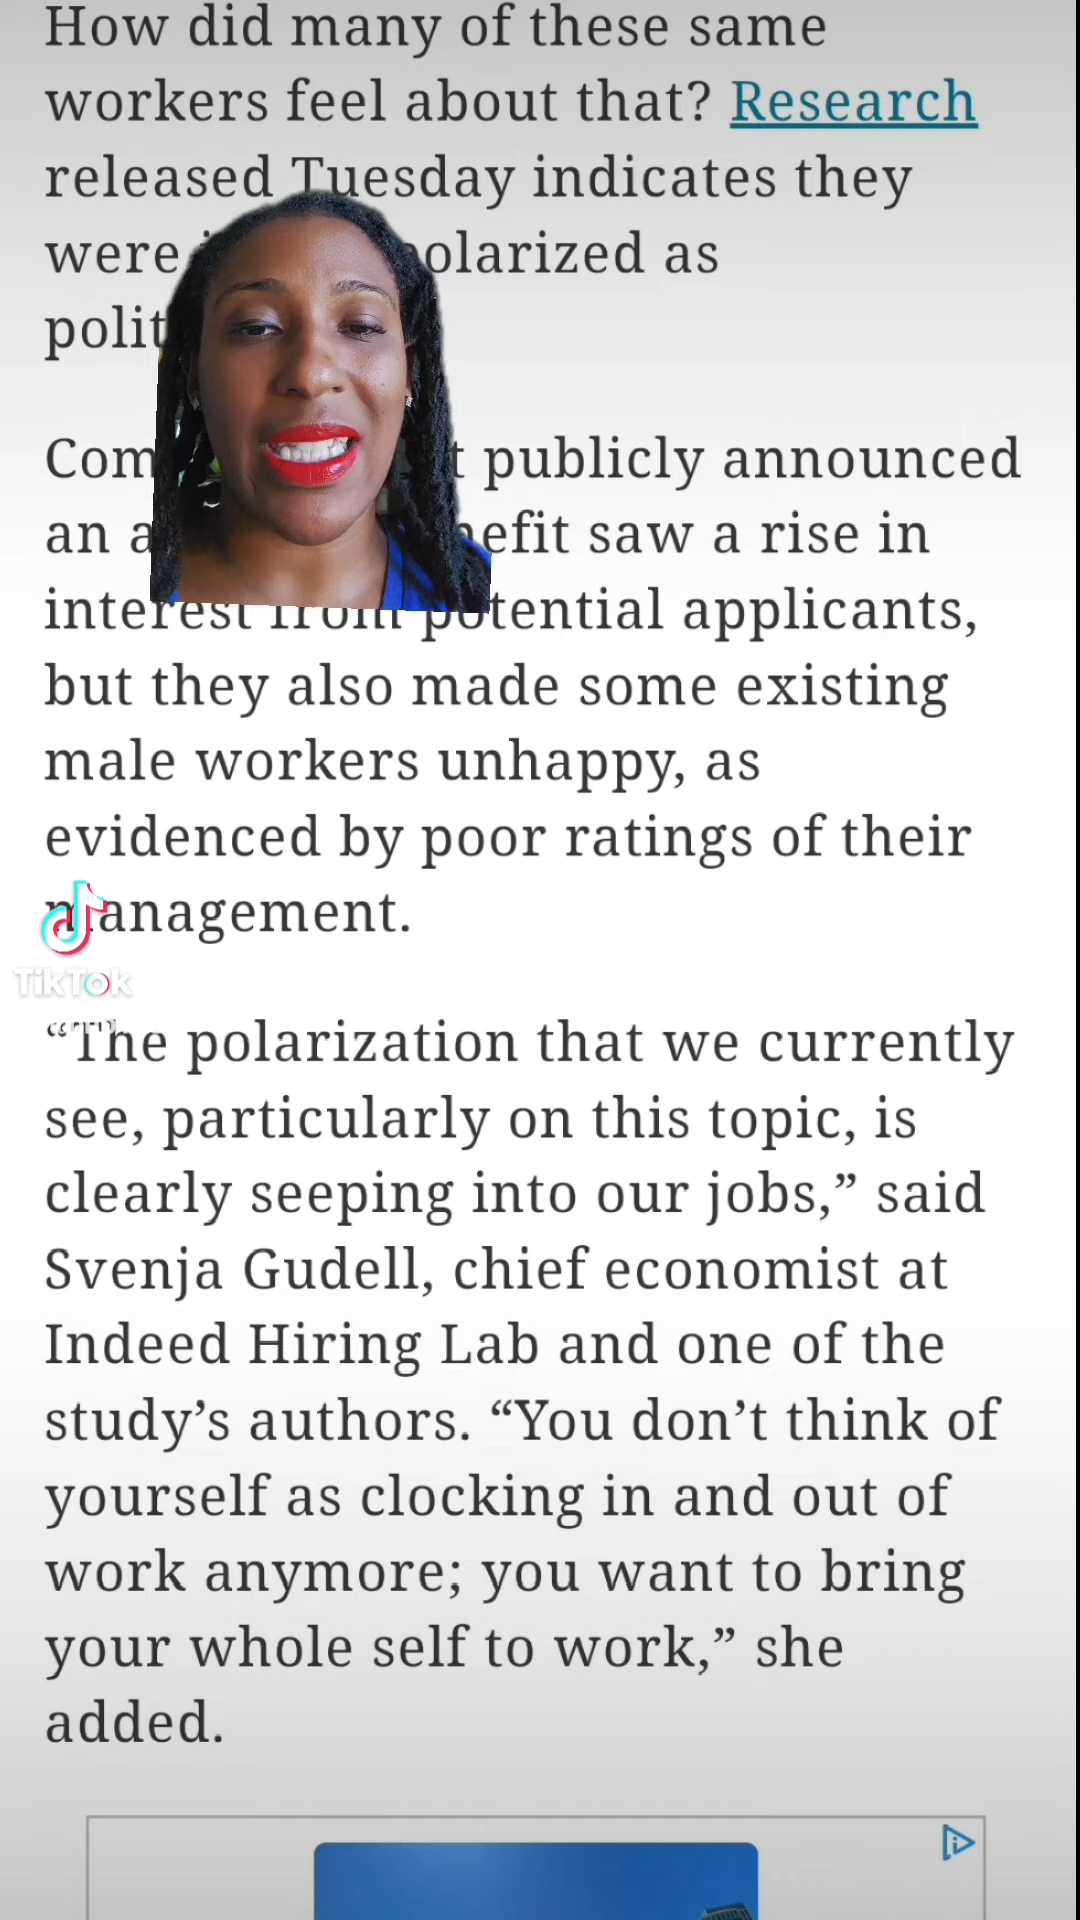 How did many of these same
workers feel about that? Research
released Tuesday indicates they
were olarized as
polit
Com t publicly announced
an a nefit saw a rise in
interest from potential applicants,
but they also made some existing
male workers unhappy, as
evidenced by poor ratings of their
management.
TikTok
“The polarization that we currently
see, particularly on this topic, is
clearly seeping into our jobs,” said
Svenja Gudell, chief economist at
Indeed Hiring Lab and one of the
study’s authors. “You don’t think of
yourself as clocking in and out of
work anymore; you want to bring
your whole self to work,” she
added.